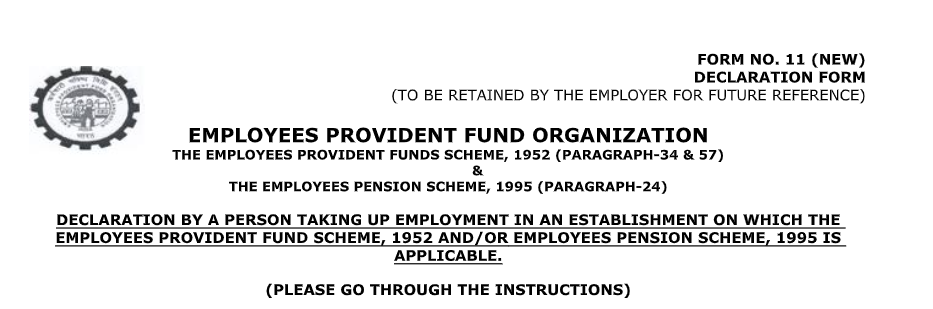 FORM NO. 11 (NEW)
DECLARATION FORM
(TO BE RETAINED BY THE EMPLOYER FOR FUTURE REFERENCE)
EMPLOYEES PROVIDENT FUND ORGANIZATION
THE EMPLOYEES PROVIDENT FUNDS SCHEME, 1952 (PARAGRAPH-34 & 57)
&
THE EMPLOYEES PENSION SCHEME, 1995 (PARAGRAPH-24)
DECLARATION BY A PERSON TAKING UP EMPLOYMENT IN AN ESTABLISHMENT ON WHICH THE
EMPLOYEES PROVIDENT FUND SCHEME, 1952 AND/OR EMPLOYEES PENSION SCHEME, 1995 IS
APPLICABLE.
(PLEASE GO THROUGH THE INSTRUCTIONS)